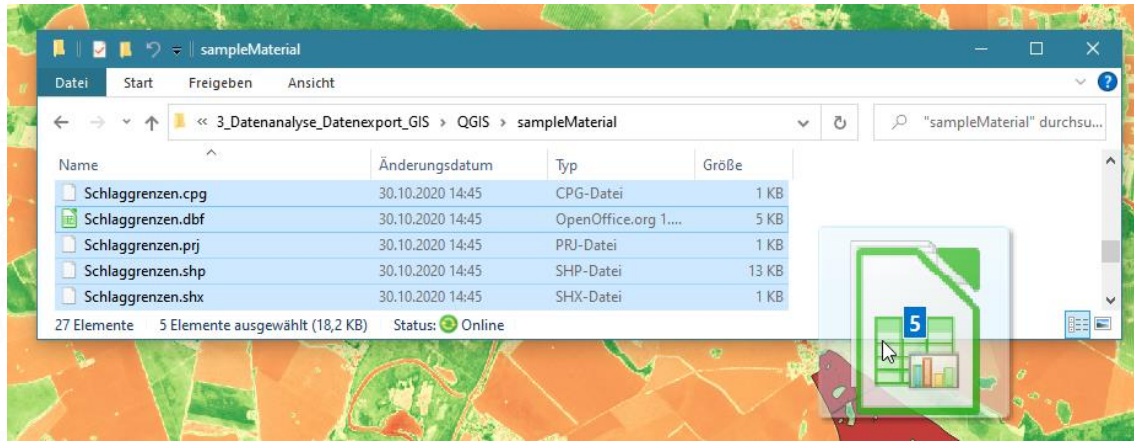 sampleMaterial
Datei Start Freigeben Ansicht
« 3_Datenanalyse_Datenexport_GIS › QGIS › sampleMaterial "sampleMaterial" durchsu...
Name Änderungsdatum Typ Größe
Schlaggrenzen.cpg 30.10.2020 14:45 CPG-Datei 1 KB
Schlaggrenzen.dbf 30.10.2020 14:45 OpenOffice.org 1.... 5 KB
Schlaggrenzen.prj 30.10.2020 14:45 PRJ-Datei 1 KB
Schlaggrenzen.shp 30.10.2020 14:45 SHP-Datei 13 KB
Schlaggrenzen.shx 30.10.2020 14:45 SHX-Datei 1 KB
27 Elemente 5 Elemente ausgewählt (18,2 KB) Status: Online
5